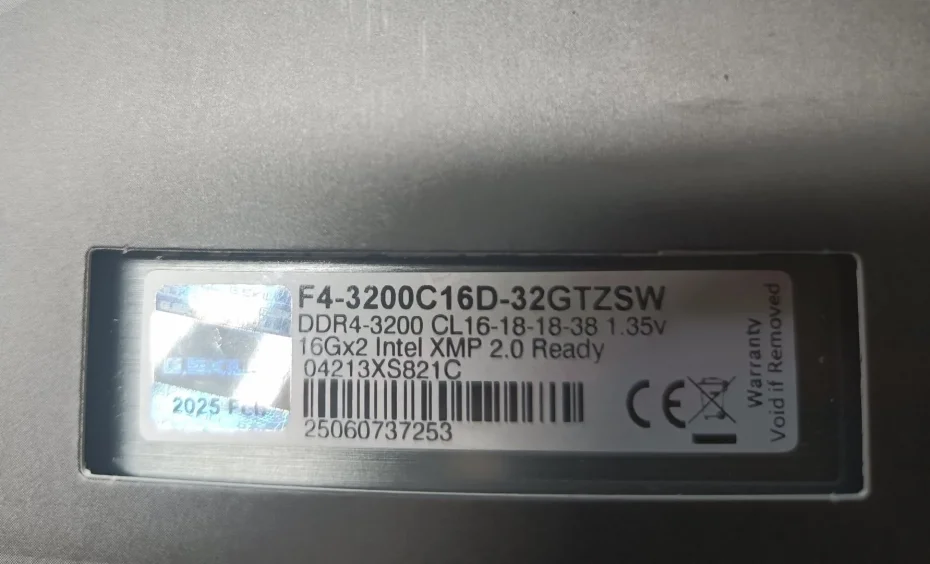 F4-3200C16D-32GTZSW
DDR4-3200 CL16-18-18-38 1.35v
16Gx2 Intel XMP 2.0 Ready
04213XS821C
25060737253
2025
Warranty
Void if Removed